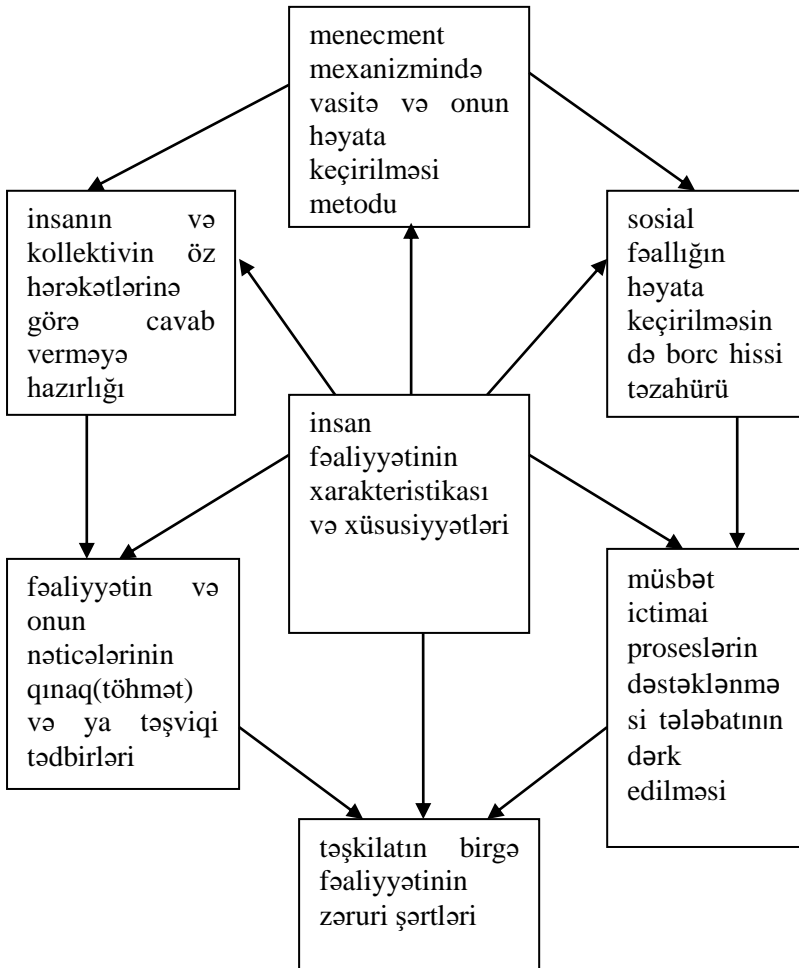 menecment
mexanizmində
vasitə və onun
həyata
keçirilməsi
metodu
insanın və
kollektivin öz
hərəkətlərinə
görə cavab
verməyə
hazırlığı
sosial
fəallığın
həyata
keçirilməsin
də borc hissi
təzahürü
insan
fəaliyyətinin
xarakteristikası
və xüsusiyyətləri
fəaliyyətin və
onun
nəticələrinin
qınaq(töhmət)
və ya təşviqi
tədbirləri
müsbət
ictimai
proseslərin
dəstəklənmə
si tələbatının
dərk
edilməsi
təşkilatın birgə
fəaliyyətinin
zəruri şərtləri